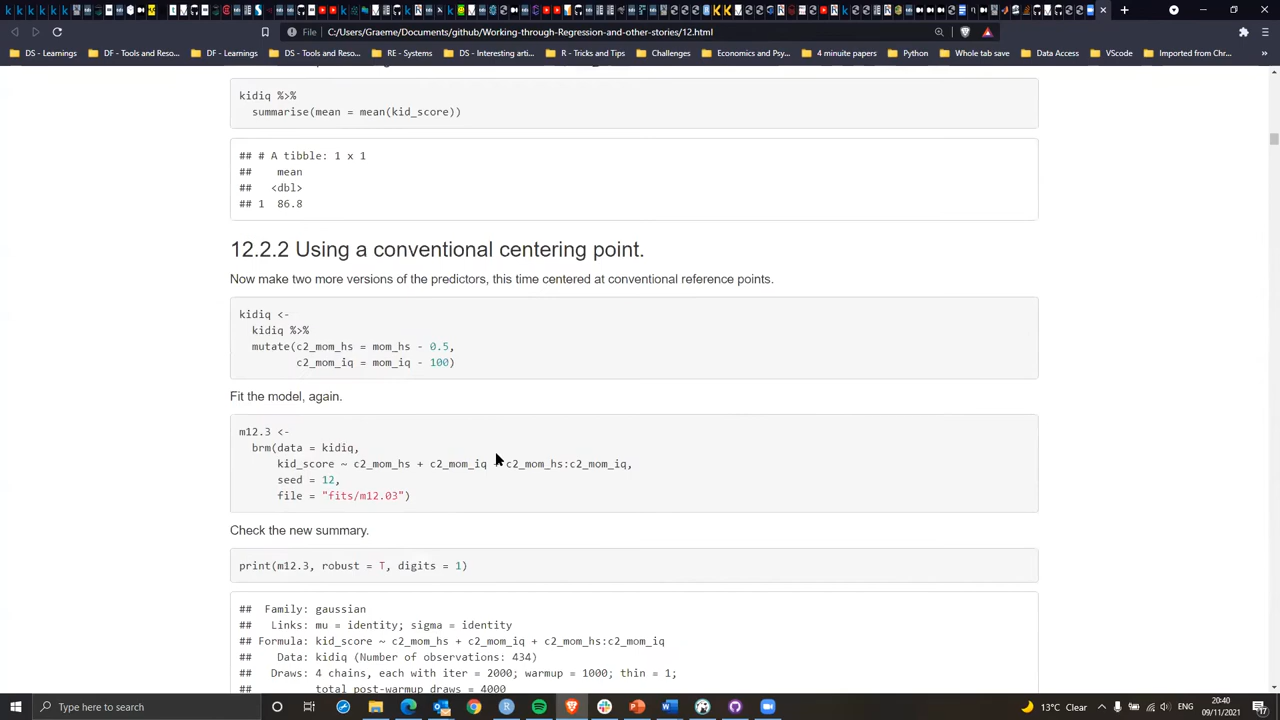 File
C:/Users/Graeme/Documents/github/Working-through-Regression-and-other-stories/12.html
DS - Learnings
DF - Tools and Reso...
DF - Learnings
DS - Tools and Reso...
RE - Systems
DS - Interesting arti...
R - Tricks and Tips
Challenges
Economics and Psy...
4 minuite papers
Python
Whole tab save
Data Access
VScode
Imported from Chr...
kidiq %>%
summarise(mean = mean(kid_score))
## # A tibble: 1 x 1
## mean
## <dbl>
## 1 86.8
12.2.2 Using a conventional centering point.
Now make two more versions of the predictors, this time centered at conventional reference points.
kidiq <-
kidiq %>%
mutate(c2_mom_hs = mom_hs - 0.5,
c2_mom_iq = mom_iq - 100)
Fit the model, again.
m12.3 <-
brm(data = kidiq,
kid_score ~ c2_mom_hs + c2_mom_iq + c2_mom_hs:c2_mom_iq,
seed = 12,
file = "fits/m12.03")
Check the new summary.
print(m12.3, robust = T, digits = 1)
## Family: gaussian
## Links: mu = identity; sigma = identity
## Formula: kid_score ~ c2_mom_hs + c2_mom_iq + c2_mom_hs:c2_mom_iq
## Data: kidiq (Number of observations: 434)
## Draws: 4 chains, each with iter = 2000; warmup = 1000; thin = 1;
## total post-warmup draws = 4000
Type here to search
13°C Clear
20:40
09/11/2021